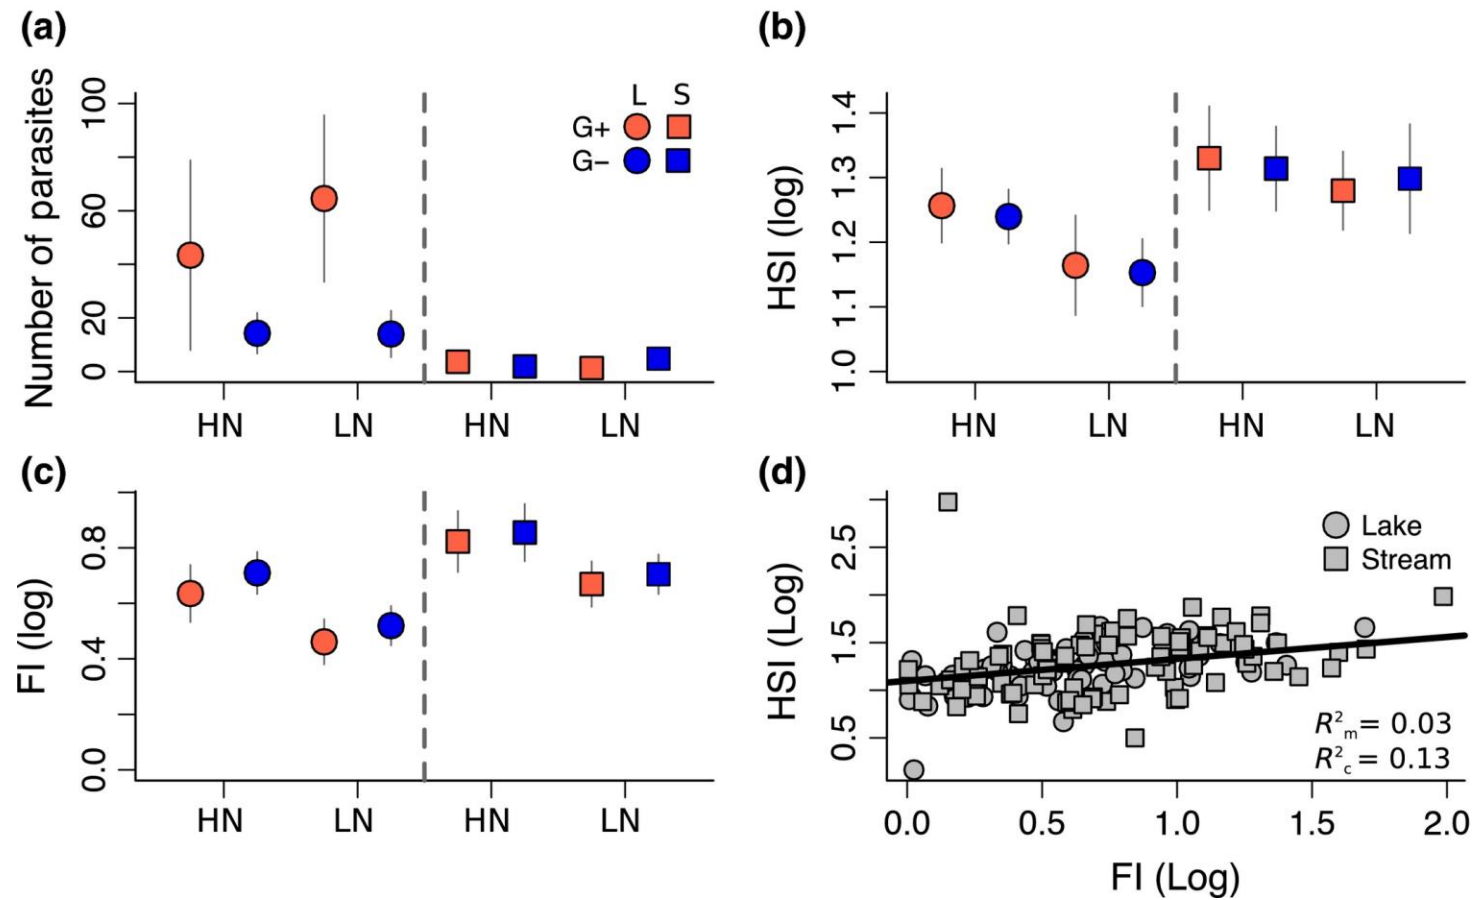 (a)
Number of parasites
100
60
20
0
L S
G+
G−
HN LN HN LN
(b)
HSI (log)
1.4
1.3
1.2
1.1
1.0
HN LN HN LN
(c)
FI (log)
0.8
0.4
0.0
HN LN HN LN
(d)
HSI (Log)
2.5
1.5
0.5
Lake
Stream
R²ₘ= 0.03
R²c= 0.13
0.0 0.5 1.0 1.5 2.0
FI (Log)